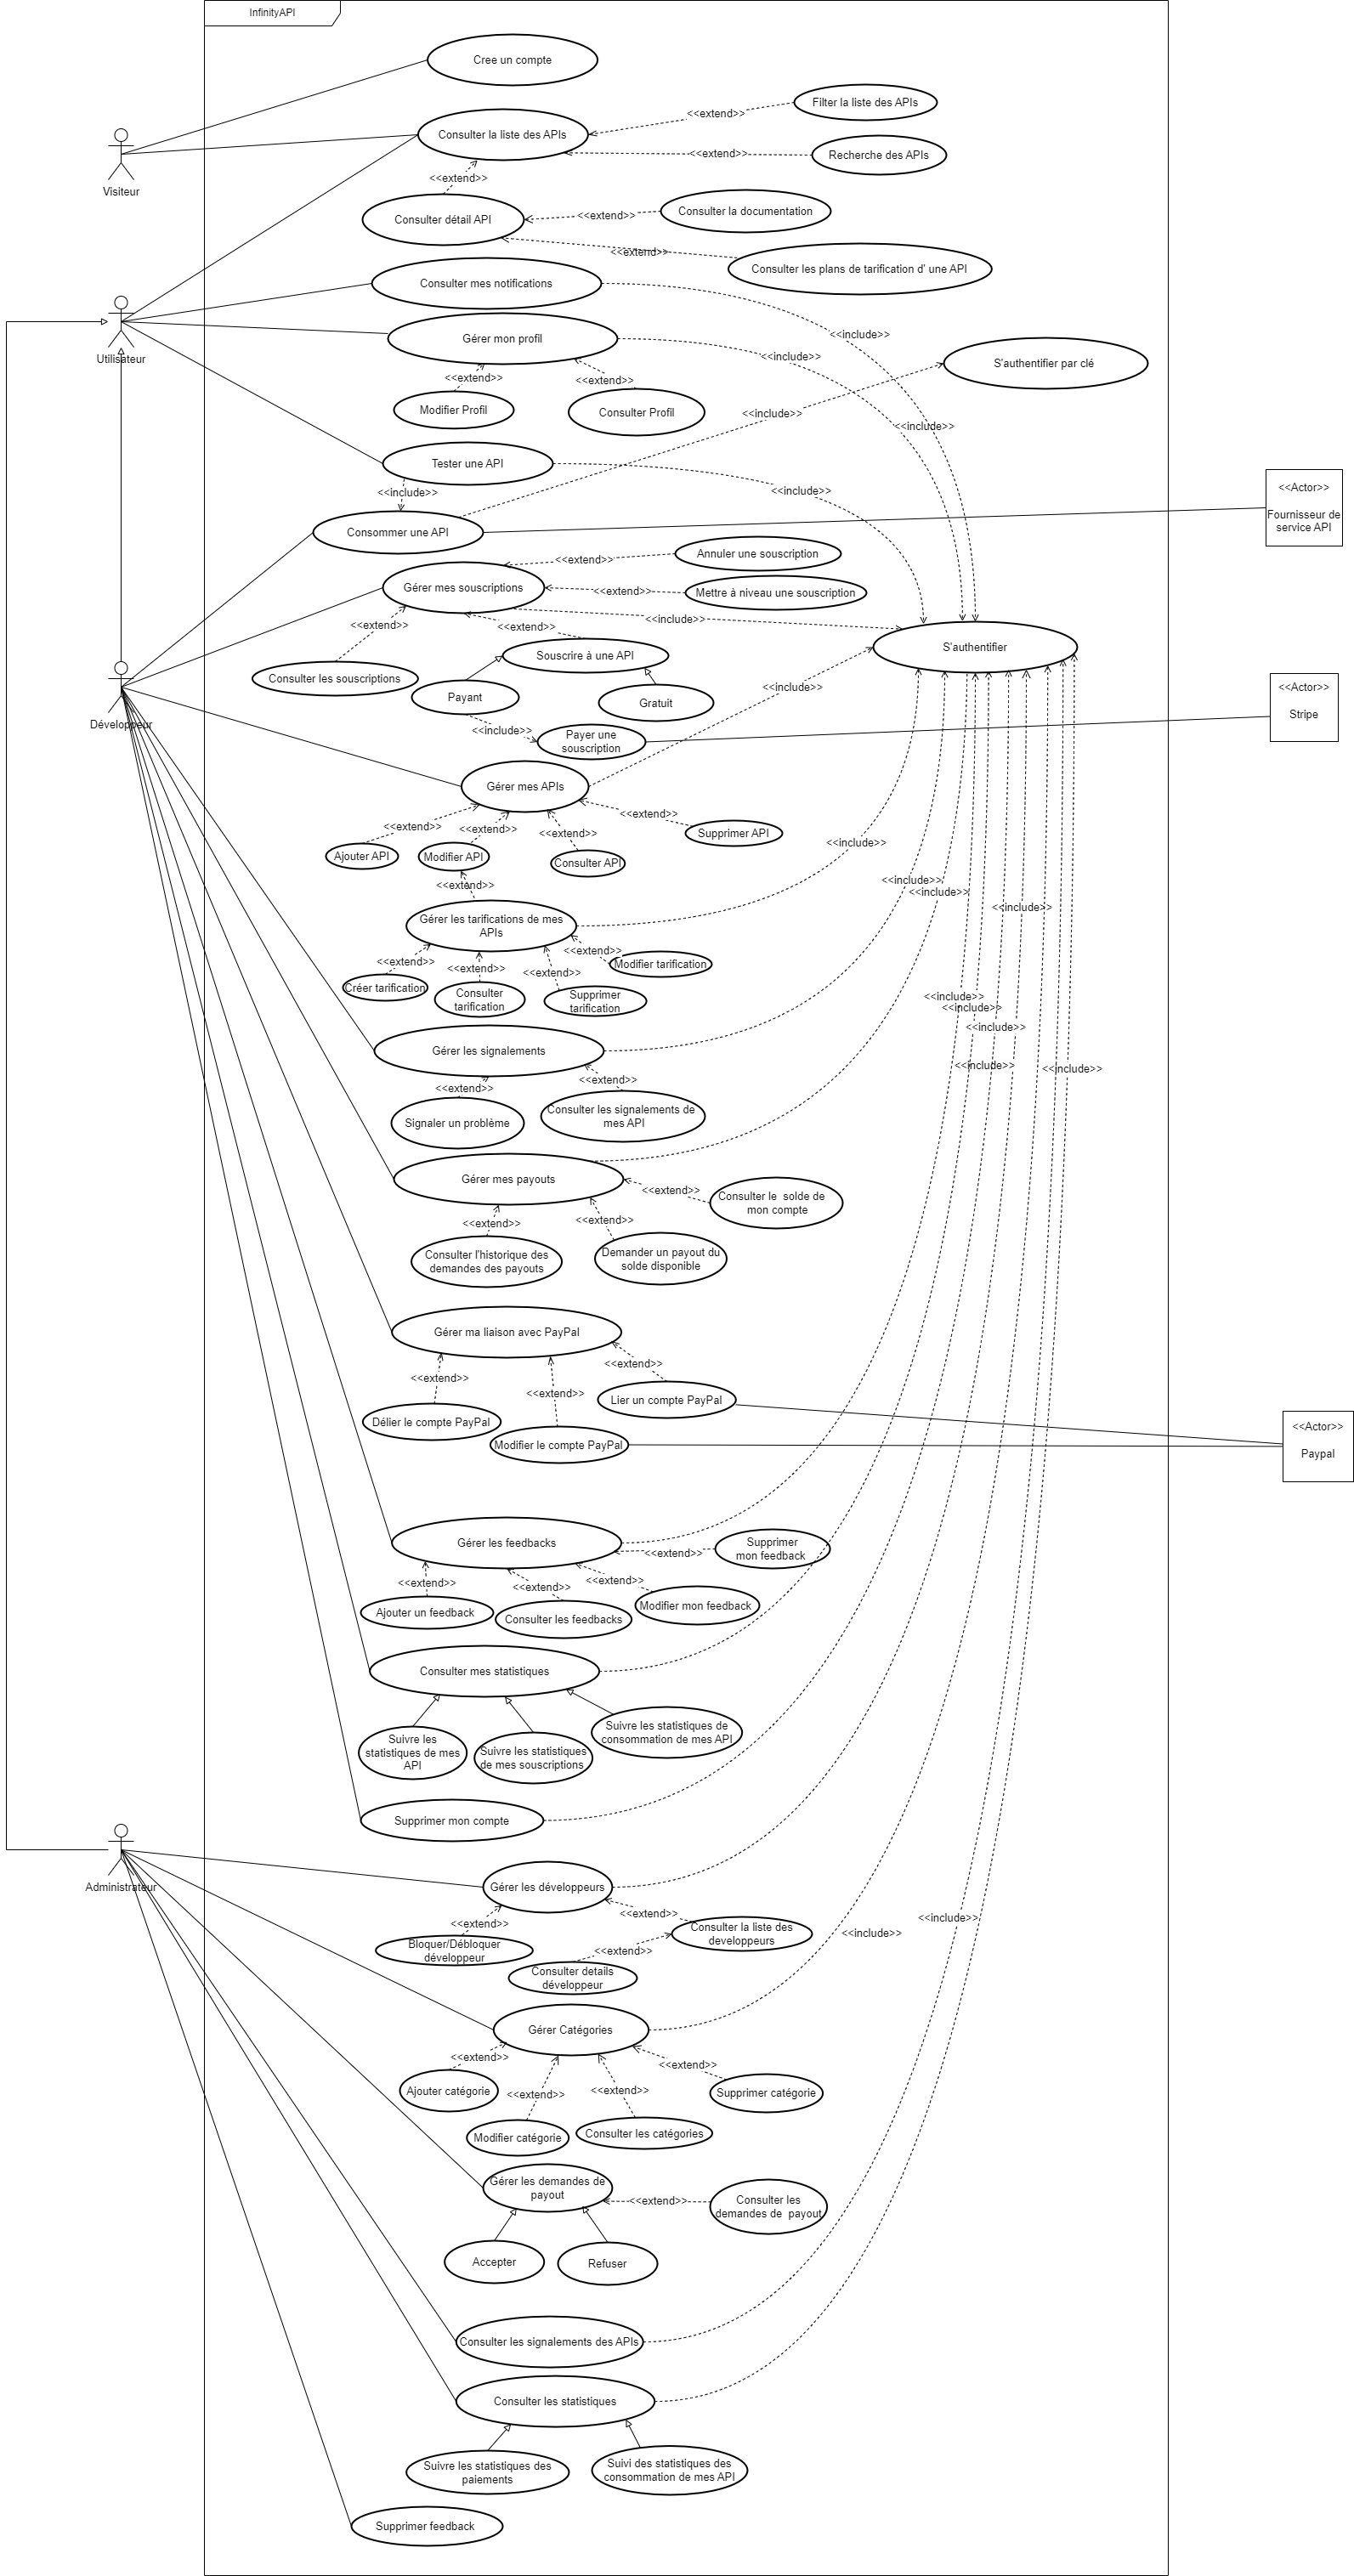 InfinityAPI
Cree un compte
Filter la liste des APIs
<<extend>>
Consulter la liste des APIs
<<extend>>
Recherche des APIs
Visiteur
<<extend>>
Consulter la documentation
<<extend>>
Consulter détail API
<<extend>>
Consulter les plans de tarification d' une API
Consulter mes notifications
<<include>>
Gérer mon profil
<<include>>
Utilisateur
S'authentifier par clé
<<extend>>
<<extend>>
Modifier Profil
Consulter Profil
<<include>>
<<include>>
Tester une API
<<include>>
<<include>>
<<Actor>>
Fournisseur de
service API
Consommer une API
Annuler une souscription
<<extend>>
Gérer mes souscriptions
<<extend>>
Mettre à niveau une souscription
<<include>>
<<extend>>
<<extend>>
S'authentifier
Souscrire à une API
Consulter les souscriptions
<<include>>
<<Actor>>
Stripe
Payant
Gratuit
Développeur
<<include>>
Payer une
souscription
Gérer mes APIs
<<extend>>
<<extend>>
<<extend>>
<<extend>>
Supprimer API
<<include>>
Ajouter API
Modifier API
Consulter API
<<extend>>
<<include>>
<<include>>
<<include>>
Gérer les tarifications de mes
APIs
<<extend>>
<<extend>>
<<extend>>
<<extend>>
Modifier tarification
Créer tarification
Consulter
tarification
Supprimer
tarification
<<include>>
<<include>>
<<include>>
Gérer les signalements
<<include>>
<<include>>
<<extend>>
<<extend>>
Signaler un problème
Consulter les signalements de
mes API
Gérer mes payouts
<<extend>>
Consulter le solde de
mon compte
<<extend>>
<<extend>>
Consulter l'historique des
demandes des payouts
Demander un payout du
solde disponible
Gérer ma liaison avec PayPal
<<extend>>
<<extend>>
<<extend>>
Lier un compte PayPal
Délier le compte PayPal
Modifier le compte PayPal
<<Actor>>
Paypal
Gérer les feedbacks
<<extend>>
Supprimer
mon feedback
<<extend>>
<<extend>>
<<extend>>
Modifier mon feedback
Ajouter un feedback
Consulter les feedbacks
Consulter mes statistiques
Suivre les
statistiques de mes
API
Suivre les statistiques
de mes souscriptions
Suivre les statistiques de
consommation de mes API
Supprimer mon compte
Administrateur
Gérer les développeurs
<<extend>>
<<extend>>
<<include>>
<<include>>
Consulter la liste des
developpeurs
Bloquer/Débloquer
développeur
<<extend>>
Consulter details
développeur
Gérer Catégories
<<extend>>
<<extend>>
<<extend>>
<<extend>>
Ajouter catégorie
Supprimer catégorie
Modifier catégorie
Consulter les catégories
Gérer les demandes de
payout
<<extend>>
Consulter les
demandes de payout
Accepter
Refuser
Consulter les signalements des APIs
Consulter les statistiques
Suivre les statistiques des
paiements
Suivi des statistiques des
consommation de mes API
Supprimer feedback